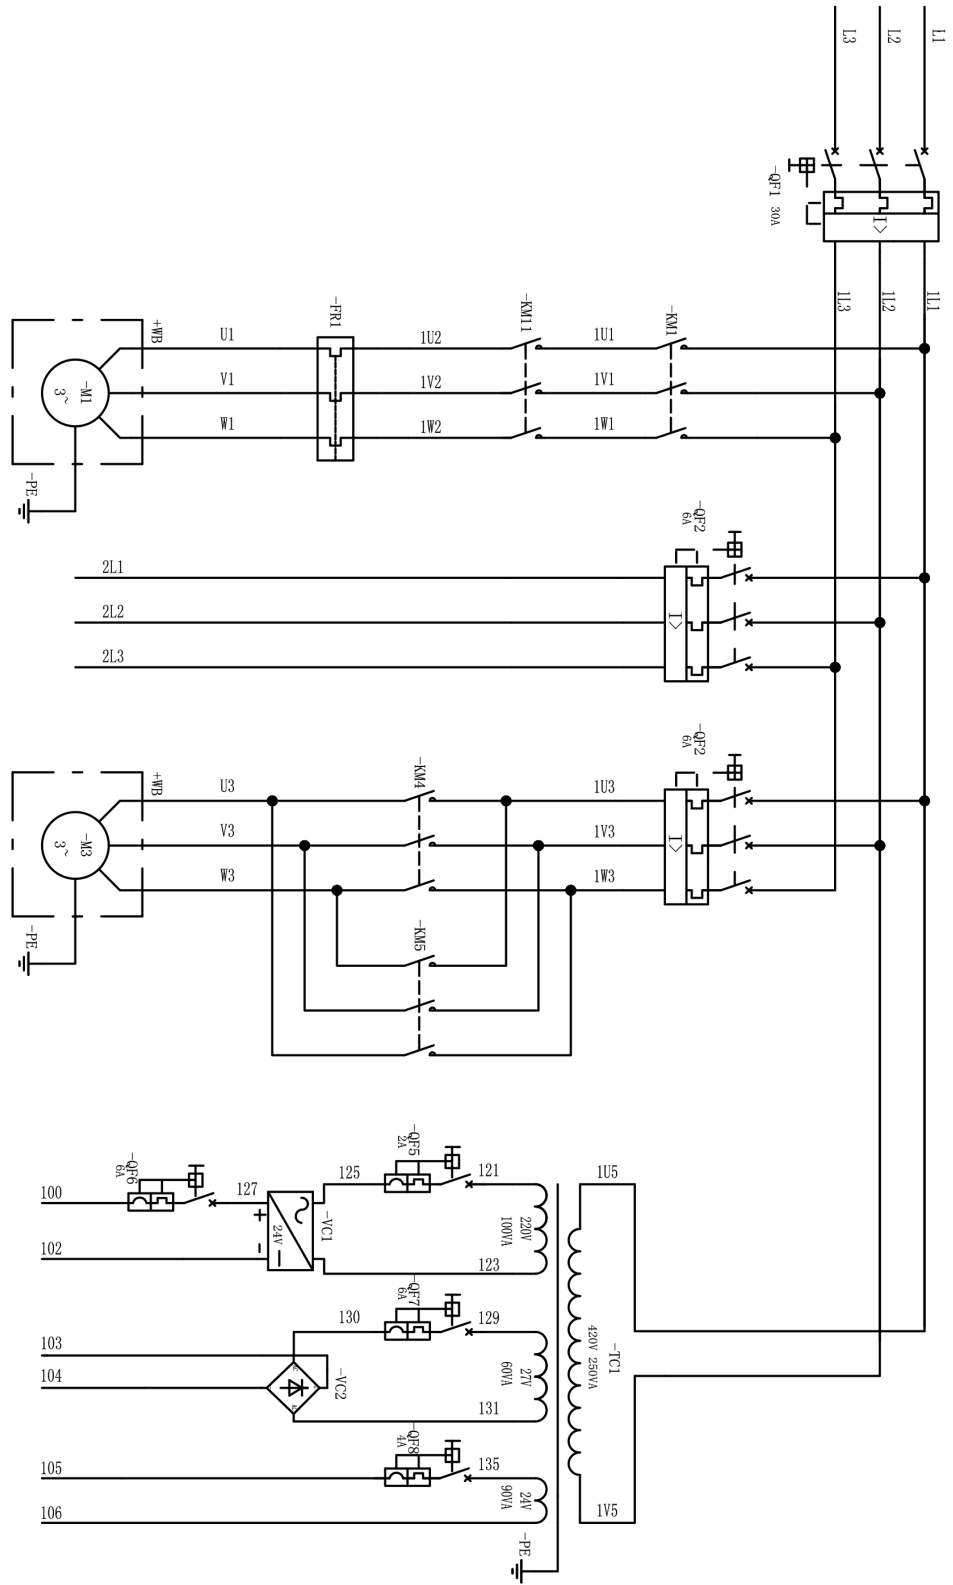 L3
L2
L1
-QF1
30A
I>
1L3
1L2
1L1
+WB
U1
-FR1
1U2
-KM11
1U1
-KM1
-M1
3~
V1
1V2
1V1
W1
1W2
1W1
-PE
-QF2
6A
2L1
2L2
I>
2L3
-QF2
6A
+WB
U3
-KM4
1U3
-M3
3~
V3
1V3
I>
W3
1W3
-PE
-KM5
-QF6
6A
-QF5
2A
100
127
125
121
1U5
+
-
24V
-VC1
220V
100VA
102
123
-QF7
6A
130
129
103
104
-VC2
27V
60VA
-TC1
420V 250VA
131
-QF8
4A
105
135
24V
90VA
1V5
106
-PE